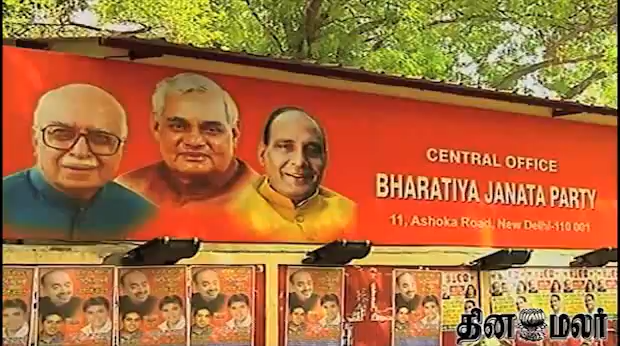 CENTRAL OFFICE
BHARATIYA JANATA PARTY
11, Ashoka Road, New Delhi-110 001
தினமலர்